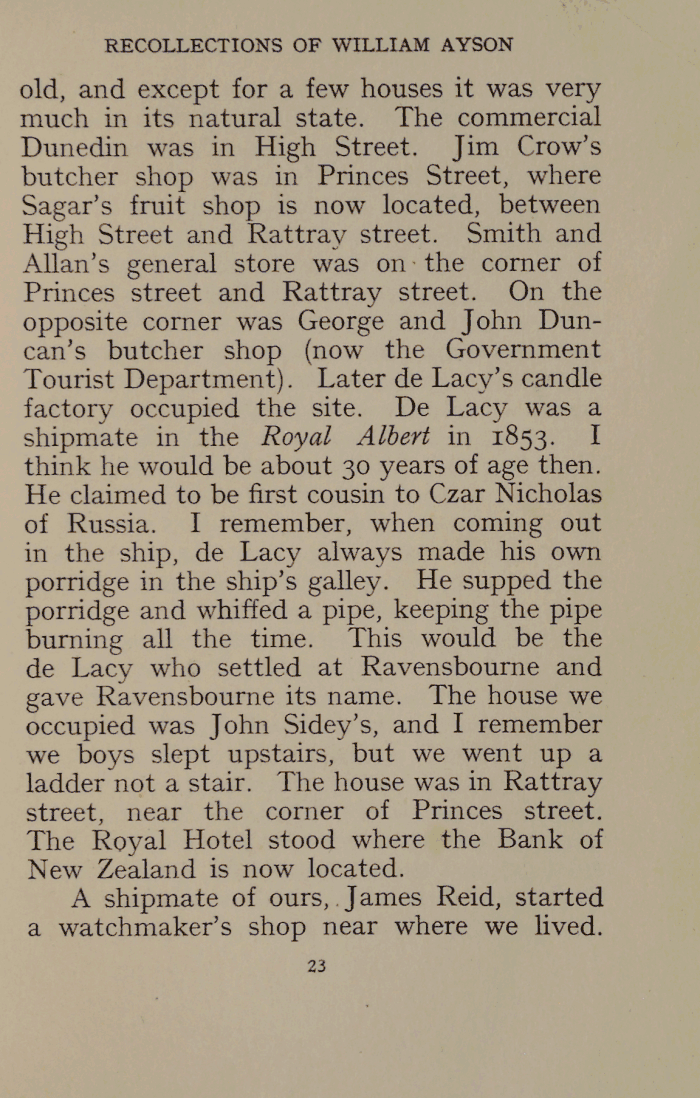 RECOLLECTIONS OF WILLIAM AYSON
old, and except for a few houses it was very
much in its natural state. The commercial
Dunedin was in High Street. Jim Crow's
butcher shop was in Princes Street, where
Sagar's fruit shop is now located, between
High Street and Rattray street. Smith and
Allan's general store was on the corner of
Princes street and Rattray street. On the
opposite corner was George and John Dun-
can's butcher shop (now the Government
Tourist Department). Later de Lacy's candle
factory occupied the site. De Lacy was a
shipmate in the Royal Albert in 1853. I
think he would be about 30 years of age then.
He claimed to be first cousin to Czar Nicholas
of Russia. I remember, when coming out
in the ship, de Lacy always made his own
porridge in the ship's galley. He supped the
porridge and whiffed a pipe, keeping the pipe
burning all the time. This would be the
de Lacy who settled at Ravensbourne and
gave Ravensbourne its name. The house we
occupied was John Sidey's, and I remember
we boys slept upstairs, but we went up a
ladder not a stair. The house was in Rattray
street, near the corner of Princes street.
The Royal Hotel stood where the Bank of
New Zealand is now located.
A shipmate of ours, James Reid, started
a watchmaker's shop near where we lived.
23